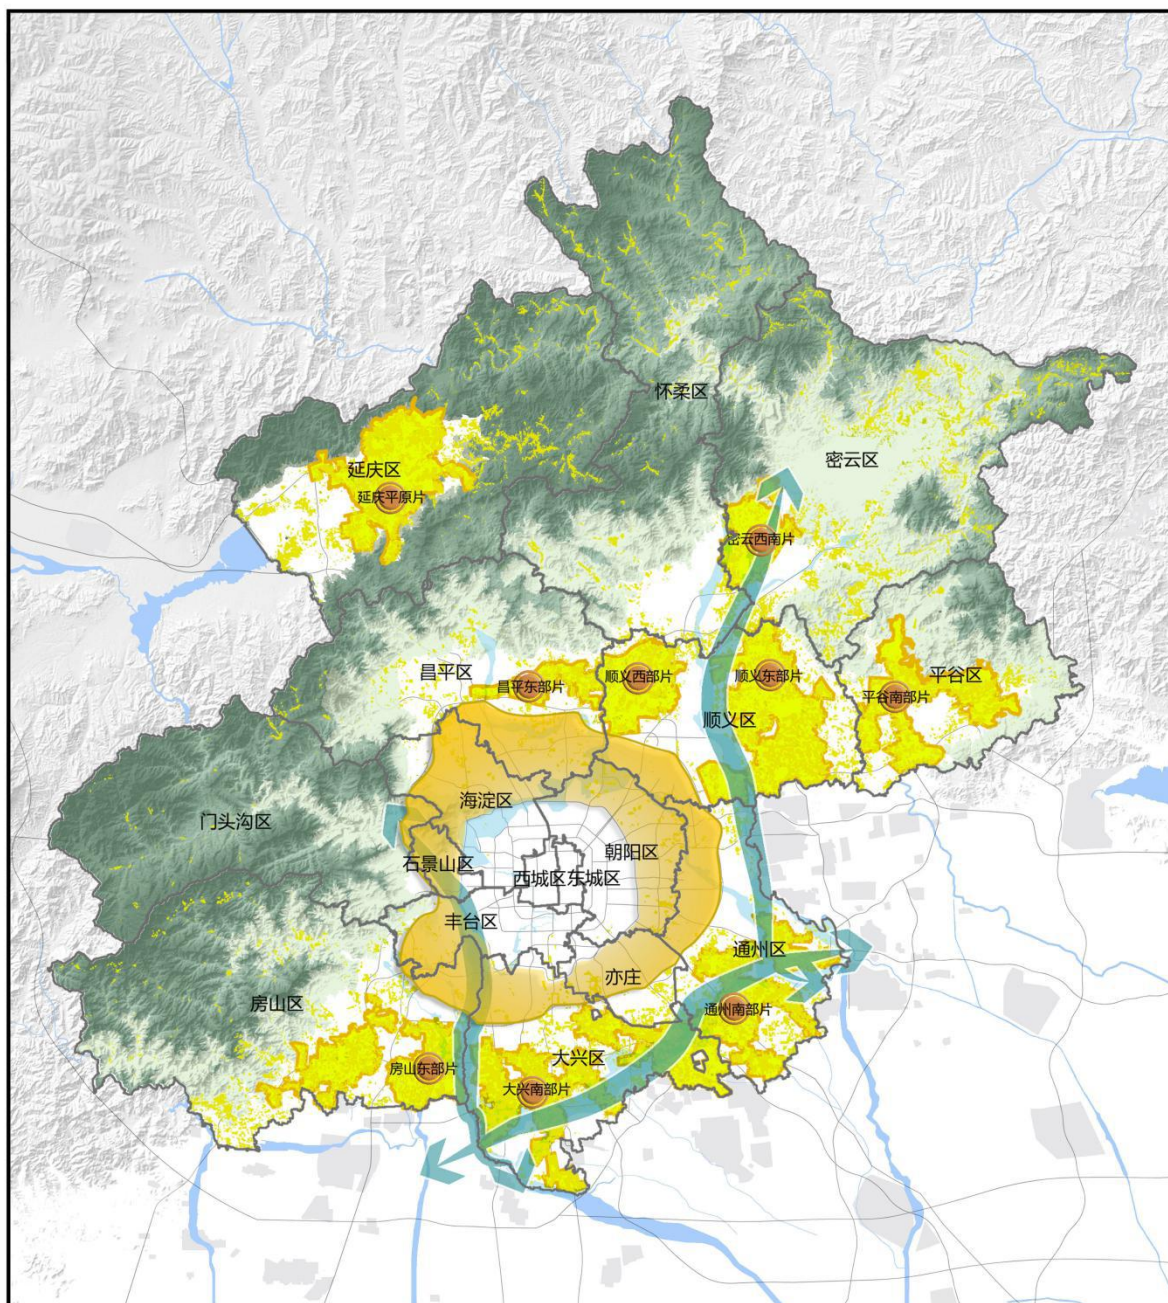 怀柔区
密云区
延庆区
延庆平原片
密云西南片
昌平区
昌平东部片
顺义西部片
顺义东部片
平谷区
平谷南部片
顺义区
海淀区
门头沟区
朝阳区
石景山区
西城区
东城区
丰台区
通州区
亦庄
房山区
通州南部片
大兴区
房山东部片
大兴南部片